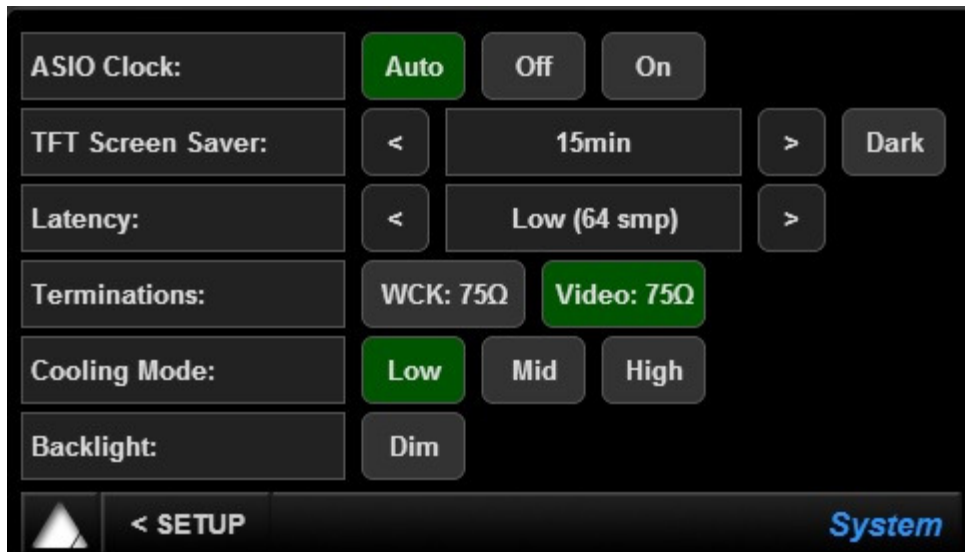 ASIO Clock: Auto Off On
TFT Screen Saver: < 15min > Dark
Latency: < Low (64 smp) >
Terminations: WCK: 75Ω Video: 75Ω
Cooling Mode: Low Mid High
Backlight: Dim
< SETUP System